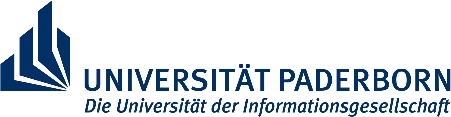 UNIVERSITÄT PADERBORN
Die Universität der Informationsgesellschaft